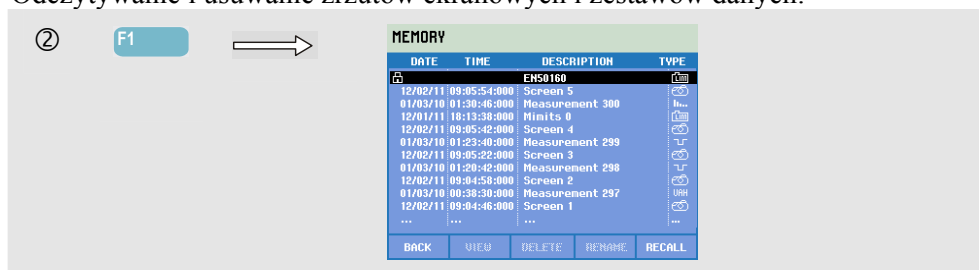 Odczytywanie i usuwanie zrzutów ekranowych i zestawów danych:
② F1
MEMORY
DATE TIME DESCRIPTION TYPE
EN50160
12/02/11 09:05:54:000 Screen 5
01/03/10 01:30:46:000 Measurement 300
12/01/11 18:13:38:000 Mimits 0
12/02/11 09:05:42:000 Screen 4
01/03/10 01:23:40:000 Measurement 299
12/02/11 09:05:22:000 Screen 3
01/03/10 01:20:42:000 Measurement 298
12/02/11 09:04:58:000 Screen 2
01/03/10 00:38:30:000 Measurement 297
12/02/11 09:04:46:000 Screen 1
... ... ... ...
BACK VIEW DELETE RENAME RECALL